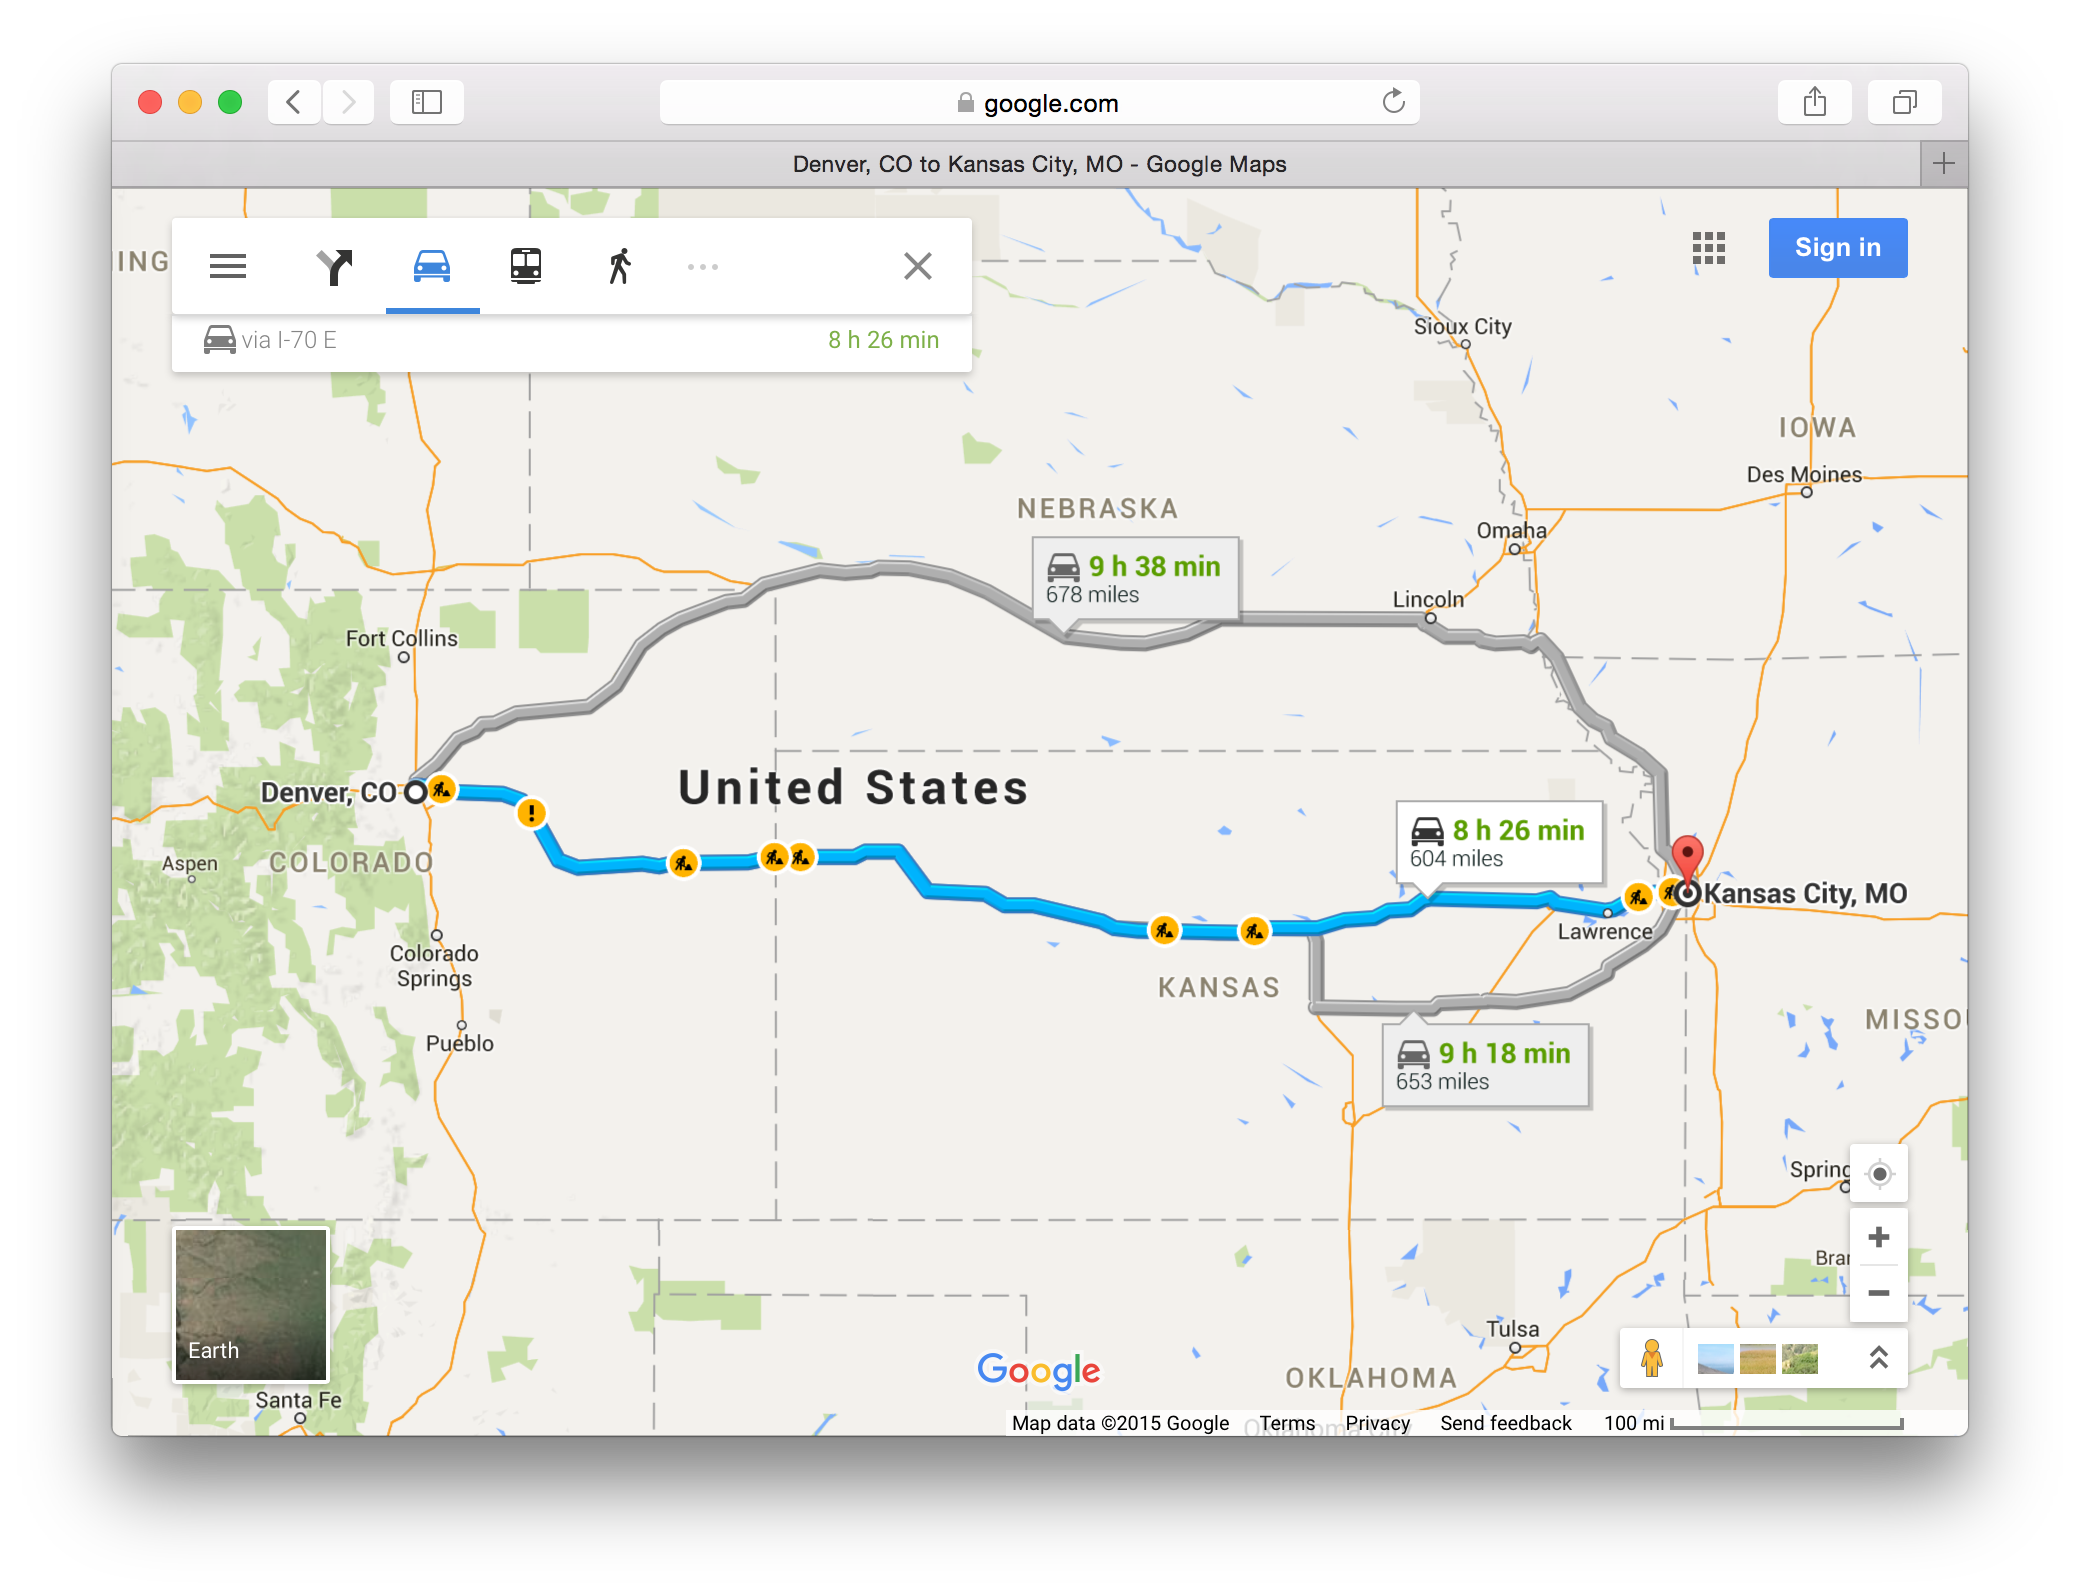 google.com
Denver, CO to Kansas City, MO - Google Maps
Sign in
via I-70 E
8 h 26 min
ING
Sioux City
IOWA
Des Moines
NEBRASKA
Omaha
9 h 38 min
678 miles
Lincoln
Fort Collins
United States
Denver, CO
8 h 26 min
604 miles
Aspen
COLORADO
Kansas City, MO
Lawrence
Colorado
Springs
KANSAS
MISSO
Pueblo
9 h 18 min
653 miles
Spring
Bran
Tulsa
Earth
Google
OKLAHOMA
Santa Fe
Map data ©2015 Google
Terms
Privacy
Send feedback
100 mi
Oklahoma City